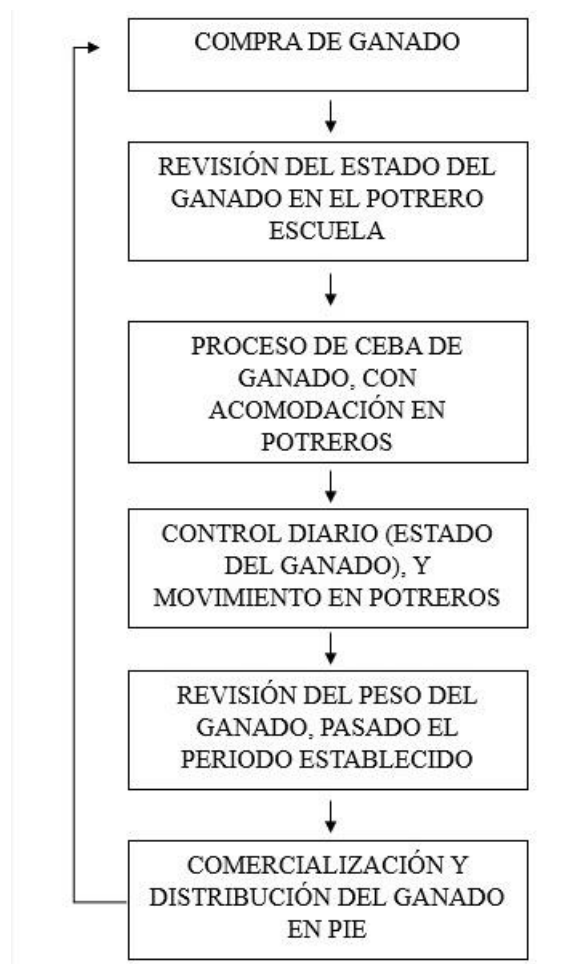 COMPRA DE GANADO
REVISIÓN DEL ESTADO DEL
GANADO EN EL POTRERO
ESCUELA
PROCESO DE CEBA DE
GANADO, CON
ACOMODACIÓN EN
POTREROS
CONTROL DIARIO (ESTADO
DEL GANADO), Y
MOVIMIENTO EN POTREROS
REVISIÓN DEL PESO DEL
GANADO, PASADO EL
PERIODO ESTABLECIDO
COMERCIALIZACIÓN Y
DISTRIBUCIÓN DEL GANADO
EN PIE